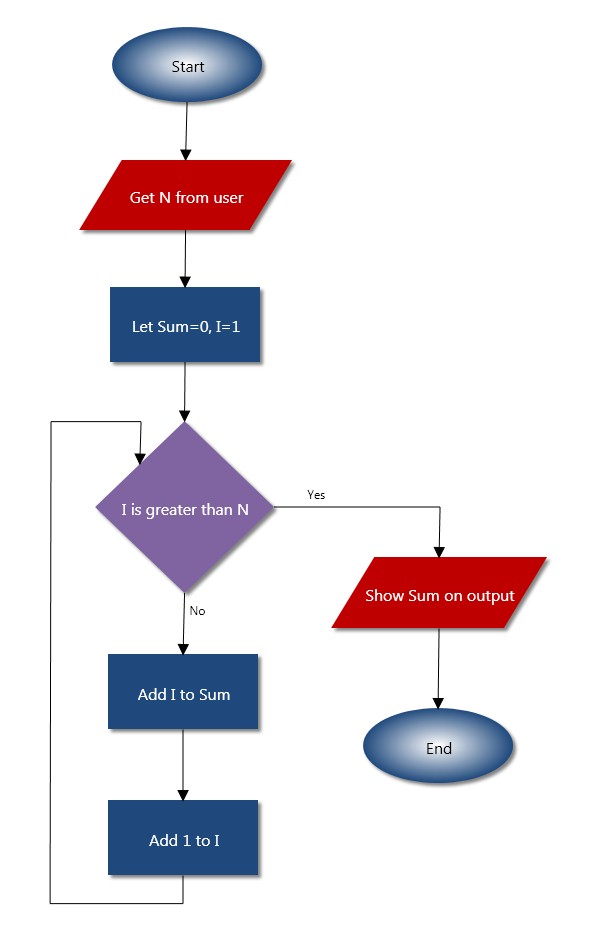 Start
Get N from user
Let Sum=0, I=1
I is greater than N
Yes
Show Sum on output
No
Add I to Sum
End
Add 1 to I